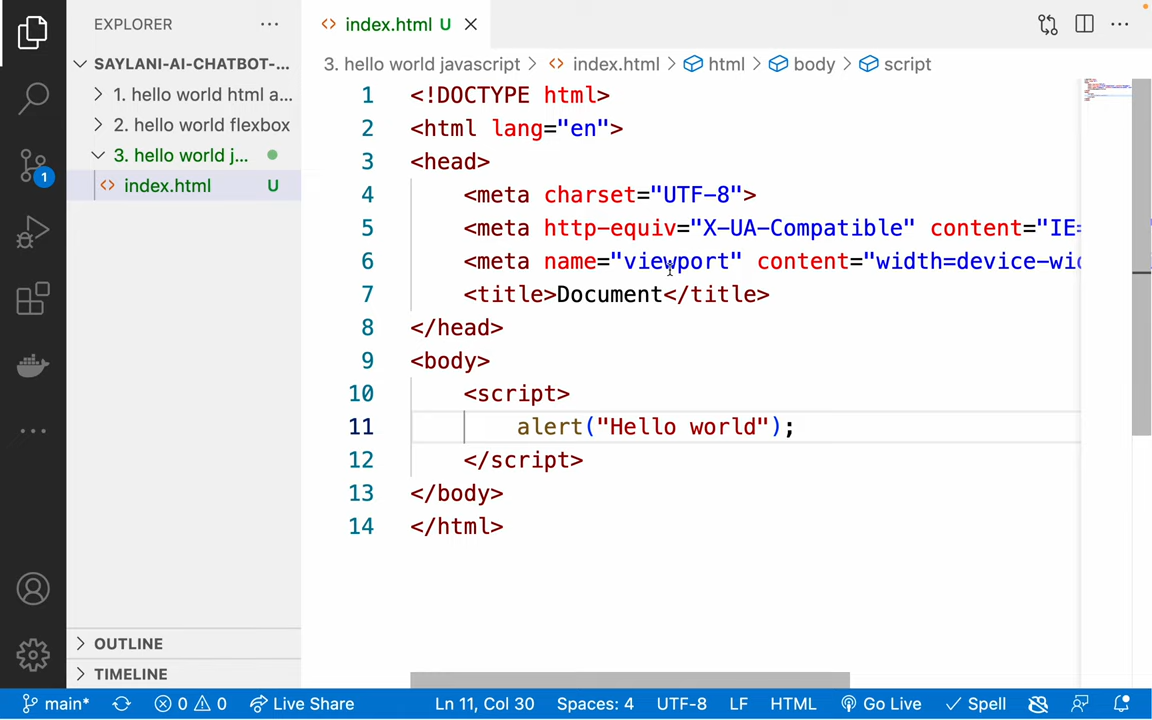 EXPLORER
SAYLANI-AI-CHATBOT-...
1. hello world html a...
2. hello world flexbox
3. hello world j...
index.html U
OUTLINE
TIMELINE
1
index.html U
3. hello world javascript > index.html > html > body > script
1 <!DOCTYPE html>
2 <html lang="en">
3 <head>
4 <meta charset="UTF-8">
5 <meta http-equiv="X-UA-Compatible" content="IE=
6 <meta name="viewport" content="width=device-wid
7 <title>Document</title>
8 </head>
9 <body>
10 <script>
11 alert("Hello world");
12 </script>
13 </body>
14 </html>
main* 0 0 Live Share Ln 11, Col 30 Spaces: 4 UTF-8 LF HTML Go Live Spell